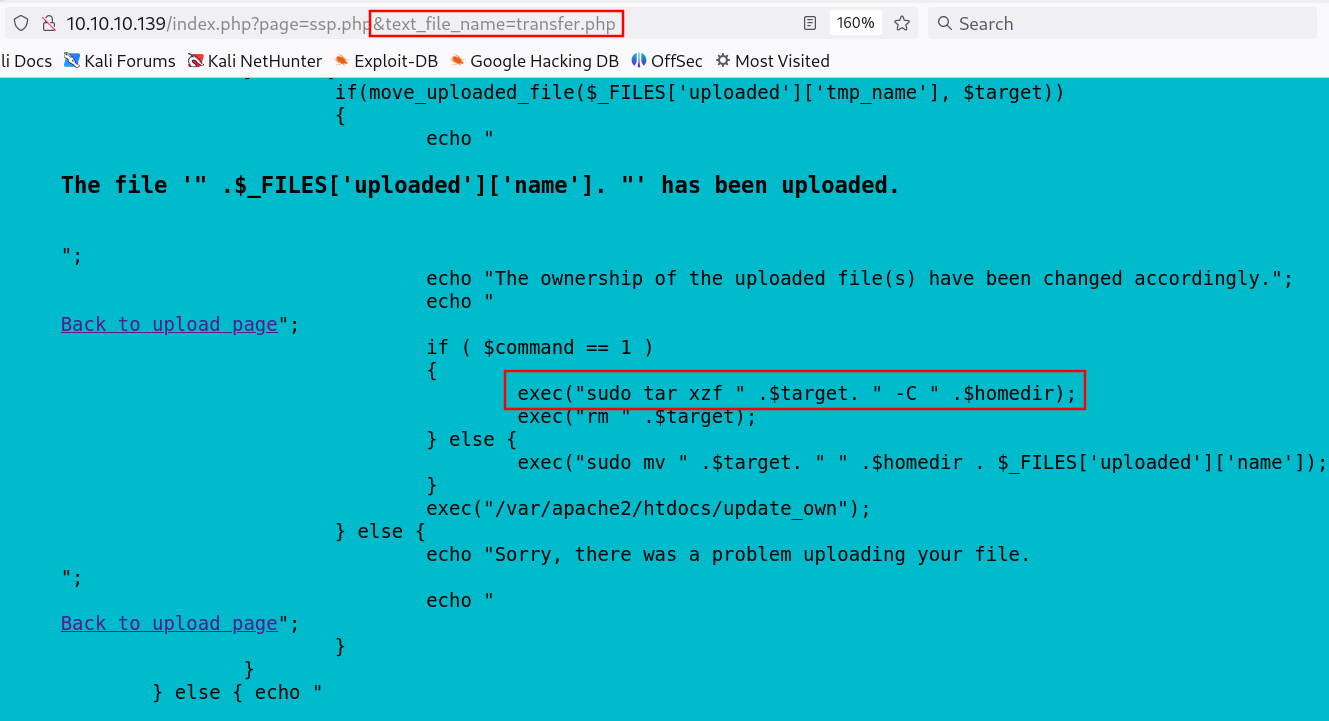 10.10.10.139/index.php?page=ssp.php&text_file_name=transfer.php 160% Search
li Docs Kali Forums Kali NetHunter Exploit-DB Google Hacking DB OffSec Most Visited
if(move_uploaded_file($_FILES['uploaded']['tmp_name'], $target))
{
echo "
The file '" .$_FILES['uploaded']['name']. "' has been uploaded.
";
echo "The ownership of the uploaded file(s) have been changed accordingly.";
echo "
Back to upload page";
if ( $command == 1 )
{
exec("sudo tar xzf " .$target. " -C " .$homedir);
exec("rm " .$target);
} else {
exec("sudo mv " .$target. " " .$homedir . $_FILES['uploaded']['name']);
}
exec("/var/apache2/htdocs/update_own");
} else {
echo "Sorry, there was a problem uploading your file.
";
echo "
Back to upload page";
}
}
} else { echo "